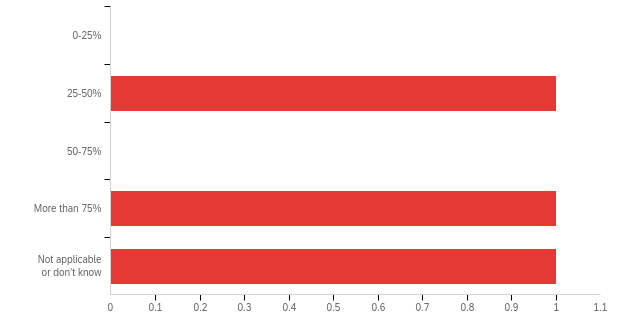 0-25%
25-50%
50-75%
More than 75%
Not applicable
or don't know
0 0.1 0.2 0.3 0.4 0.5 0.6 0.7 0.8 0.9 1 1.1